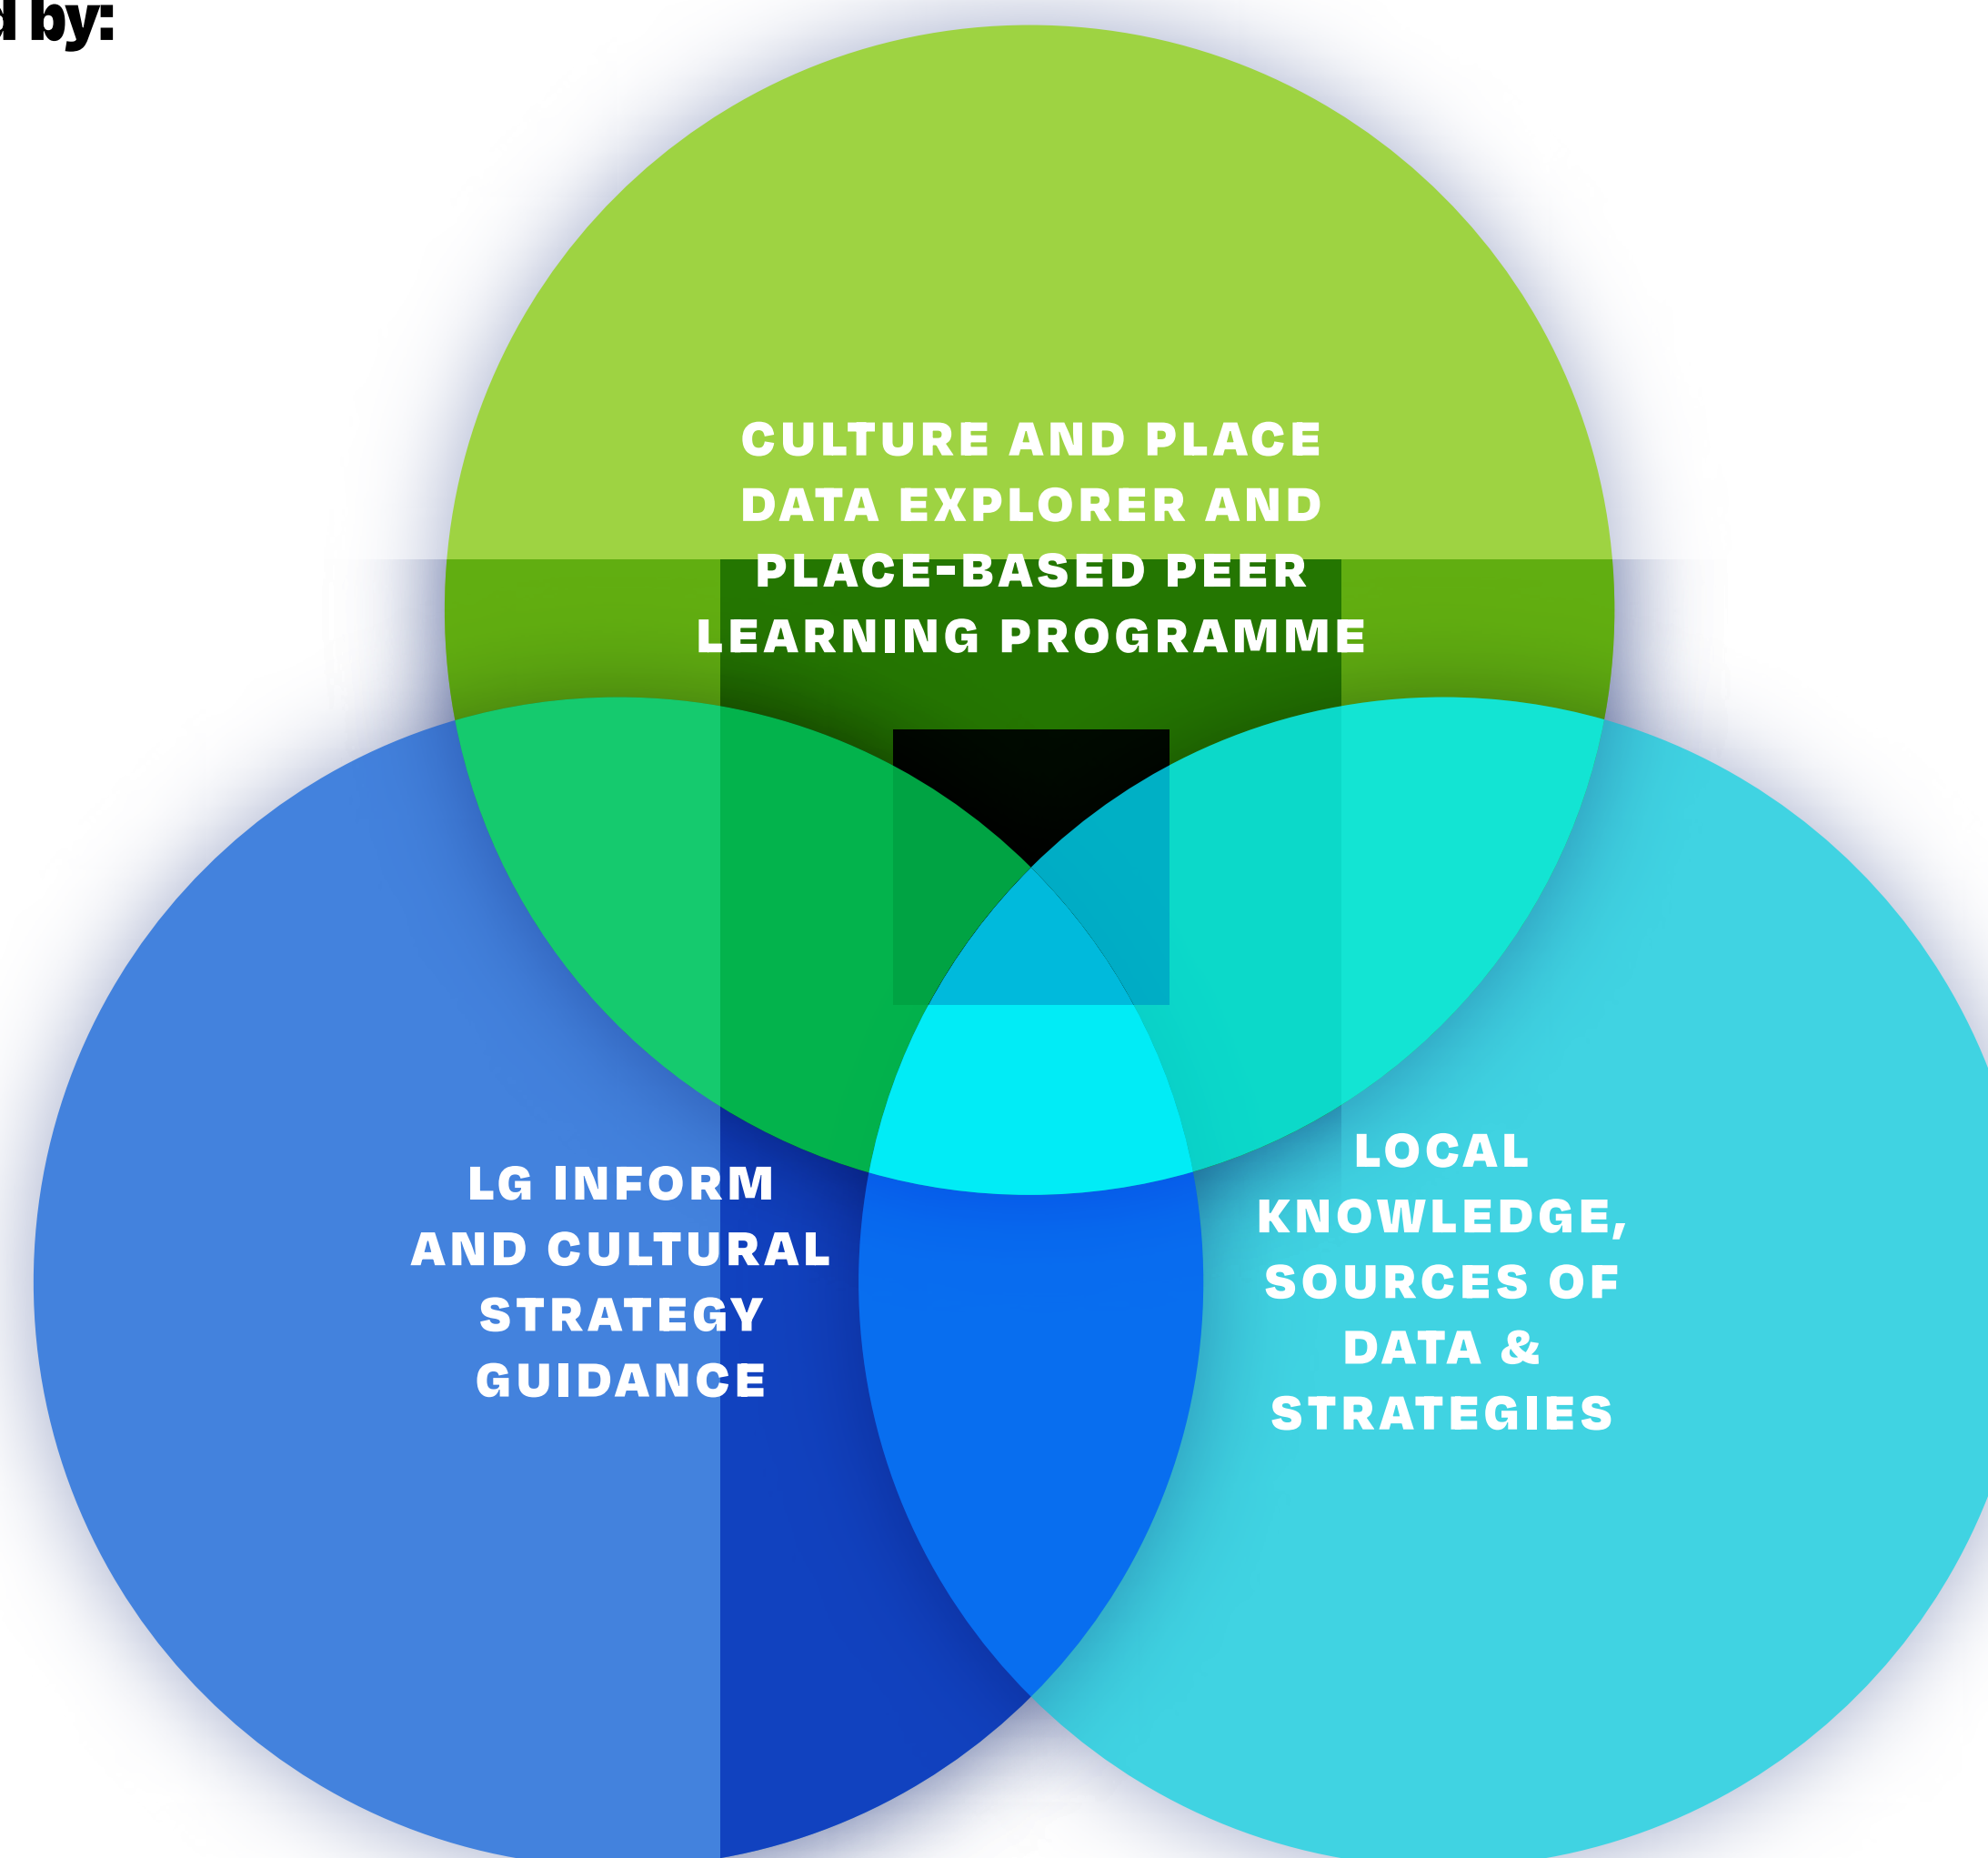 by:
CULTURE AND PLACE
DATA EXPLORER AND
PLACE-BASED PEER
LEARNING PROGRAMME
LG INFORM
AND CULTURAL
STRATEGY
GUIDANCE
LOCAL
KNOWLEDGE,
SOURCES OF
DATA &
STRATEGIES